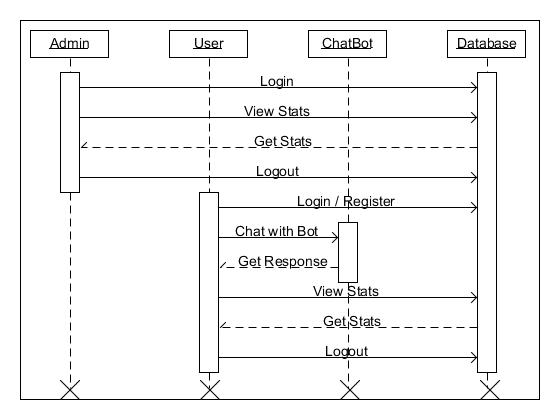 Admin
User
ChatBot
Database
Login
View Stats
Get Stats
Logout
Login / Register
Chat with Bot
Get Response
View Stats
Get Stats
Logout